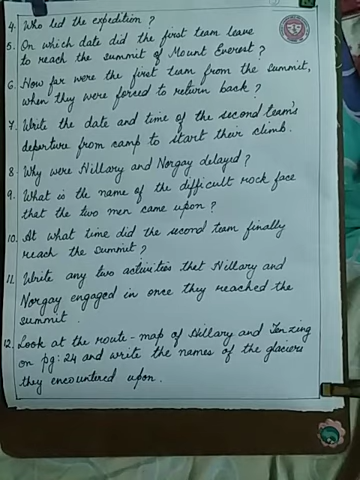 4. Who led the expedition?
5. On which date did the first team leave
to reach the summit of Mount Everest?
6. How far were the first team from the summit,
when they were forced to return back?
7. Write the date and time of the second team's
departure from camp to start their climb.
8. Why were Hillary and Norgay delayed?
9. What is the name of the difficult rock face
that the two men came upon?
10. At what time did the second team finally
reach the summit?
11. Write any two activities that Hillary and
Norgay engaged in once they reached the
summit.
12. Look at the route-map of Hillary and Tenzing
on pg:24 and write the names of the glaciers
they encountered upon.